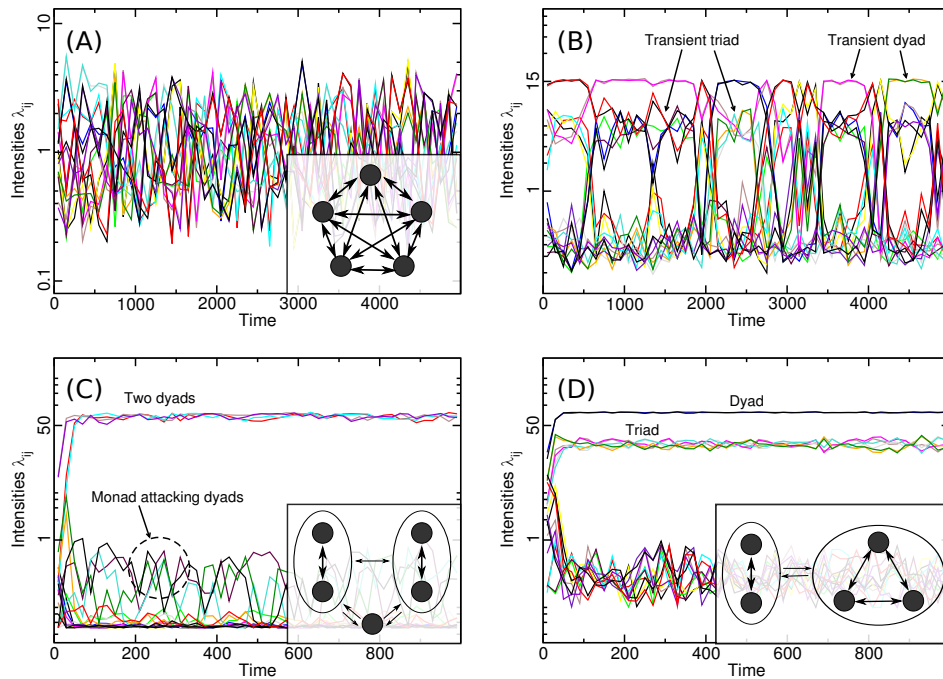 (A)
Intensities λij
10
1
0.1
0 1000 2000 3000 4000
Time
(B)
Transient triad
Transient dyad
Intensities λij
15
1
0 1000 2000 3000 4000
Time
(C)
Two dyads
Monad attacking dyads
Intensities λij
50
1
0 200 400 600 800
Time
(D)
Dyad
Triad
Intensities λij
50
1
0 200 400 600 800
Time